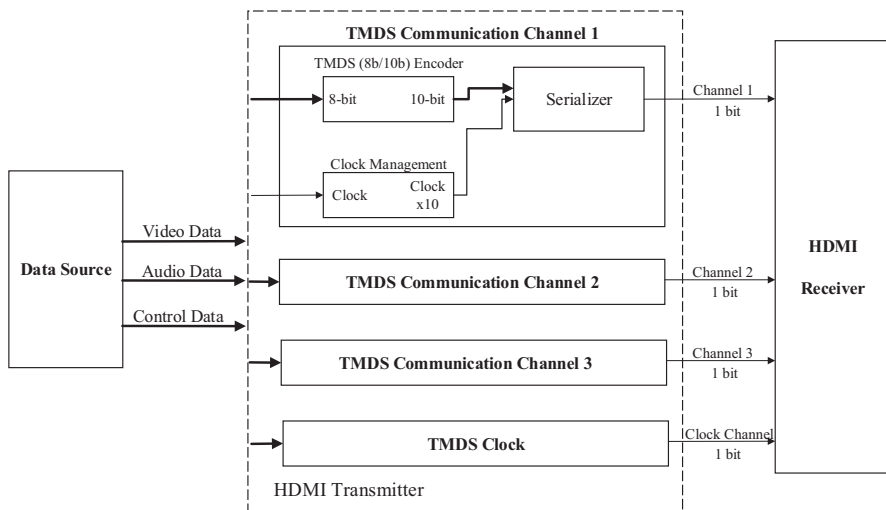 TMDS Communication Channel 1
TMDS (8b/10b) Encoder
8-bit 10-bit
Serializer
Channel 1
1 bit
Clock Management
Clock
Clock
x10
Data Source
Video Data
Audio Data
Control Data
TMDS Communication Channel 2
Channel 2
1 bit
TMDS Communication Channel 3
Channel 3
1 bit
TMDS Clock
Clock Channel
1 bit
HDMI
Receiver
HDMI Transmitter